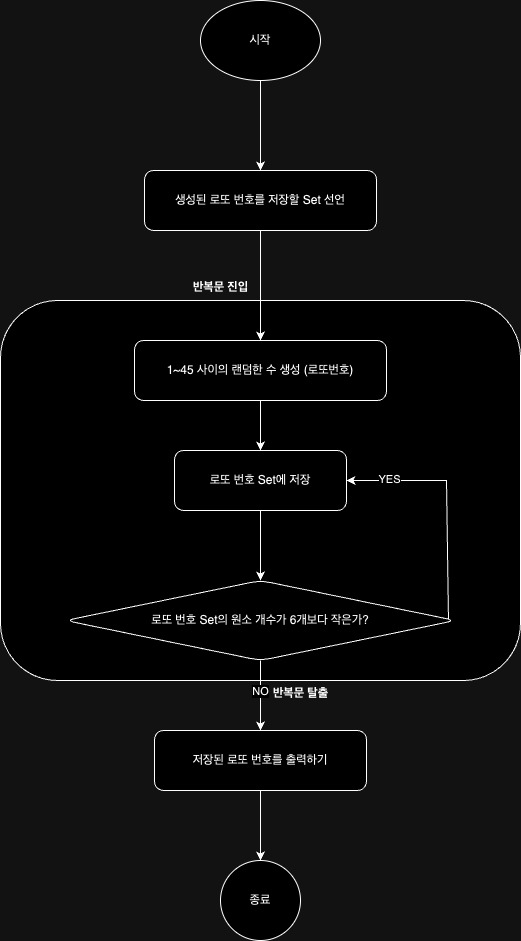 시작
생성된 로또 번호를 저장할 Set 선언
반복문 진입
1~45 사이의 랜덤한 수 생성 (로또번호)
로또 번호 Set에 저장
YES
로또 번호 Set의 원소 개수가 6개보다 작은가?
NO 반복문 탈출
저장된 로또 번호를 출력하기
종료